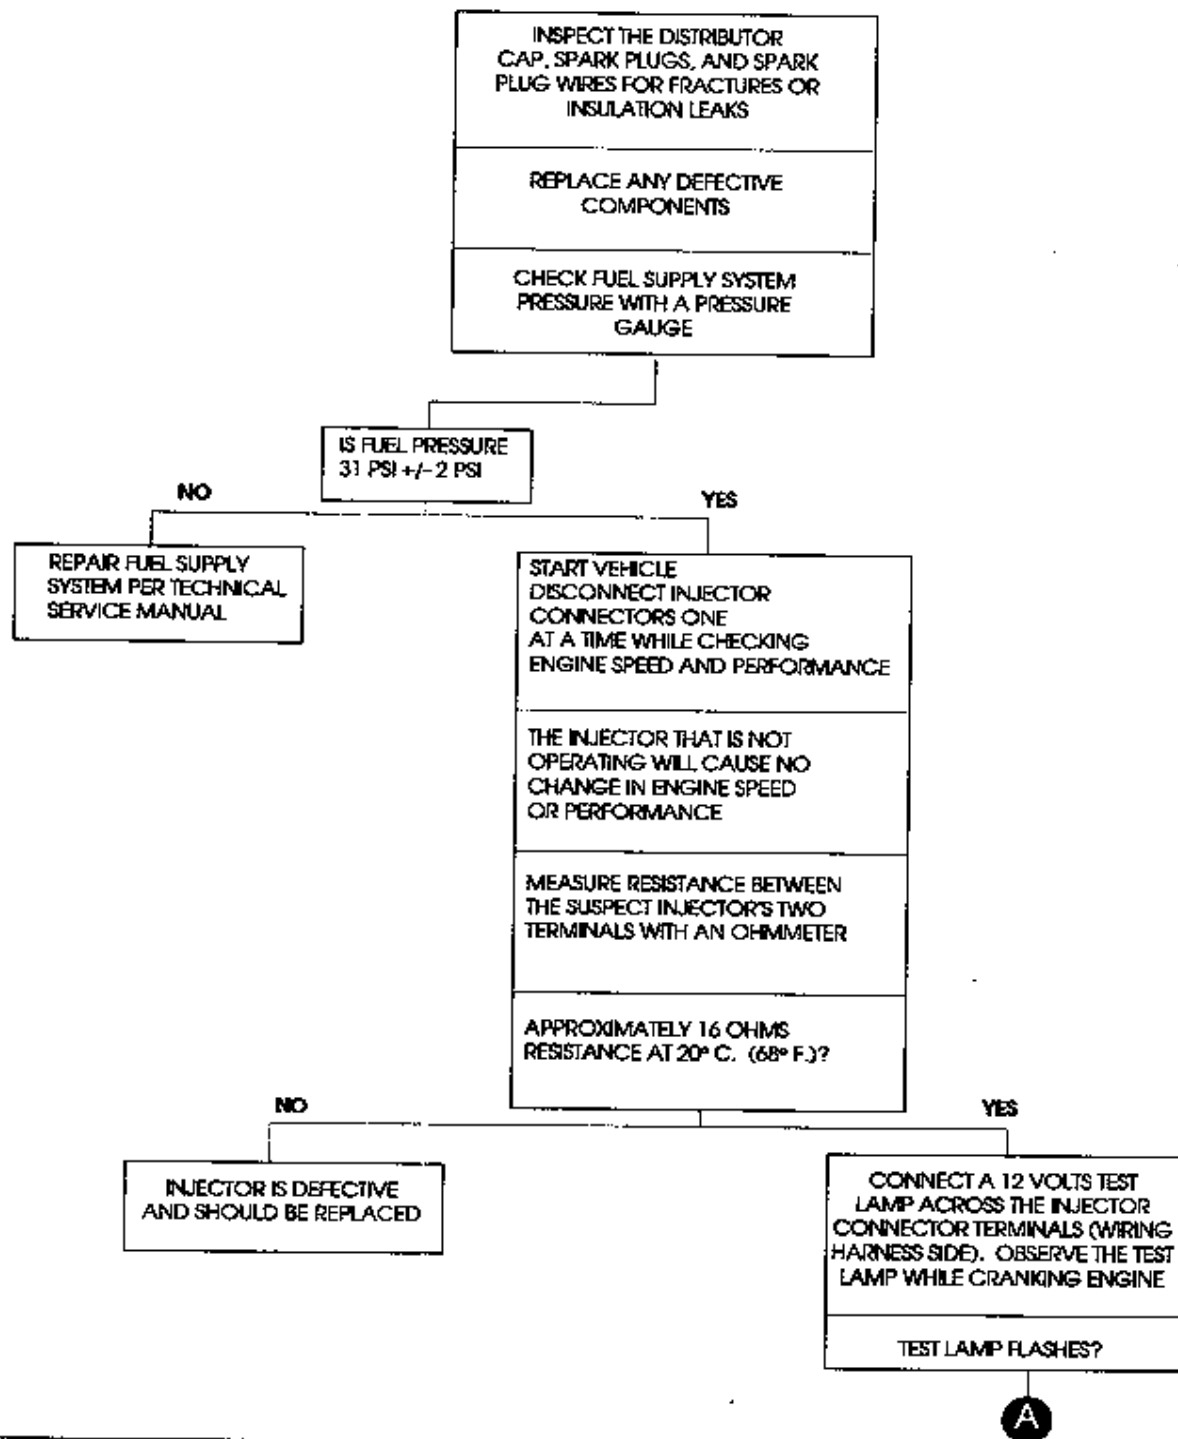 INSPECT THE DISTRIBUTOR
CAP, SPARK PLUGS, AND SPARK
PLUG WIRES FOR FRACTURES OR
INSULATION LEAKS
REPLACE ANY DEFECTIVE
COMPONENTS
CHECK FUEL SUPPLY SYSTEM
PRESSURE WITH A PRESSURE
GAUGE
IS FUEL PRESSURE
31 PSI +/- 2 PSI
NO
YES
REPAIR FUEL SUPPLY
SYSTEM PER TECHNICAL
SERVICE MANUAL
START VEHICLE
DISCONNECT INJECTOR
CONNECTORS ONE
AT A TIME WHILE CHECKING
ENGINE SPEED AND PERFORMANCE
THE INJECTOR THAT IS NOT
OPERATING WILL CAUSE NO
CHANGE IN ENGINE SPEED
OR PERFORMANCE
MEASURE RESISTANCE BETWEEN
THE SUSPECT INJECTOR'S TWO
TERMINALS WITH AN OHMMETER
APPROXIMATELY 16 OHMS
RESISTANCE AT 20° C. (68° F.)?
NO
YES
INJECTOR IS DEFECTIVE
AND SHOULD BE REPLACED
CONNECT A 12 VOLTS TEST
LAMP ACROSS THE INJECTOR
CONNECTOR TERMINALS (WIRING
HARNESS SIDE). OBSERVE THE TEST
LAMP WHILE CRANKING ENGINE
TEST LAMP FLASHES?
A